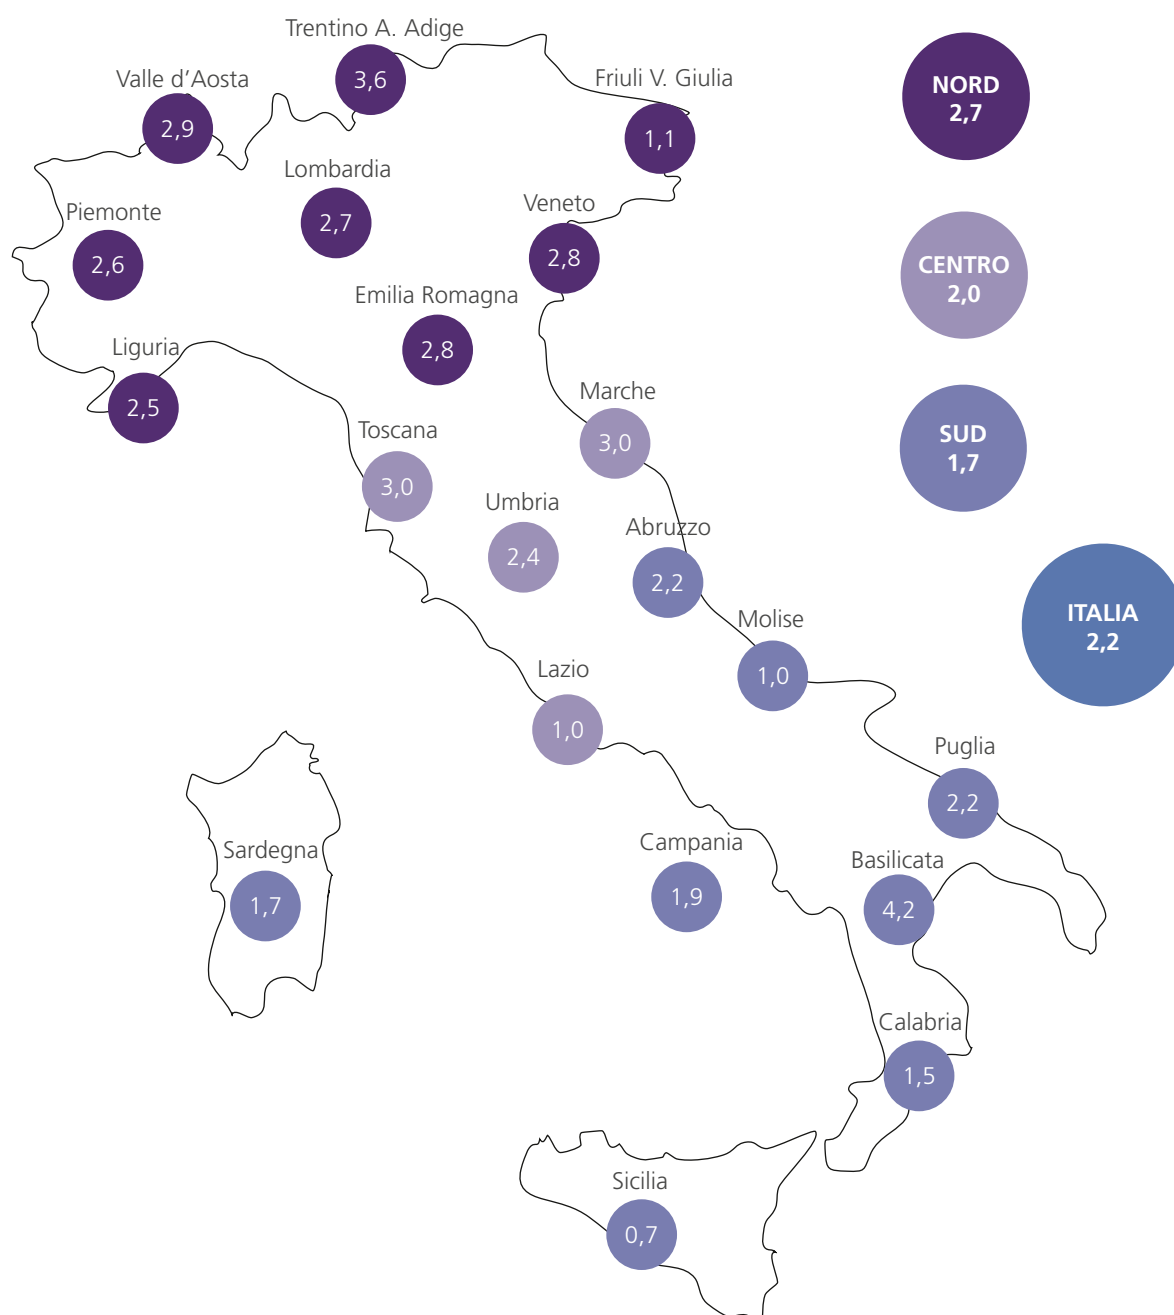 Trentino A. Adige
3,6
Valle d’Aosta
2,9
Friuli V. Giulia
1,1
NORD
2,7
Lombardia
2,7
Piemonte
2,6
Veneto
2,8
CENTRO
2,0
Emilia Romagna
2,8
Liguria
2,5
Marche
3,0
Toscana
3,0
SUD
1,7
Umbria
2,4
Abruzzo
2,2
Molise
1,0
ITALIA
2,2
Lazio
1,0
Puglia
2,2
Sardegna
1,7
Campania
1,9
Basilicata
4,2
Calabria
1,5
Sicilia
0,7